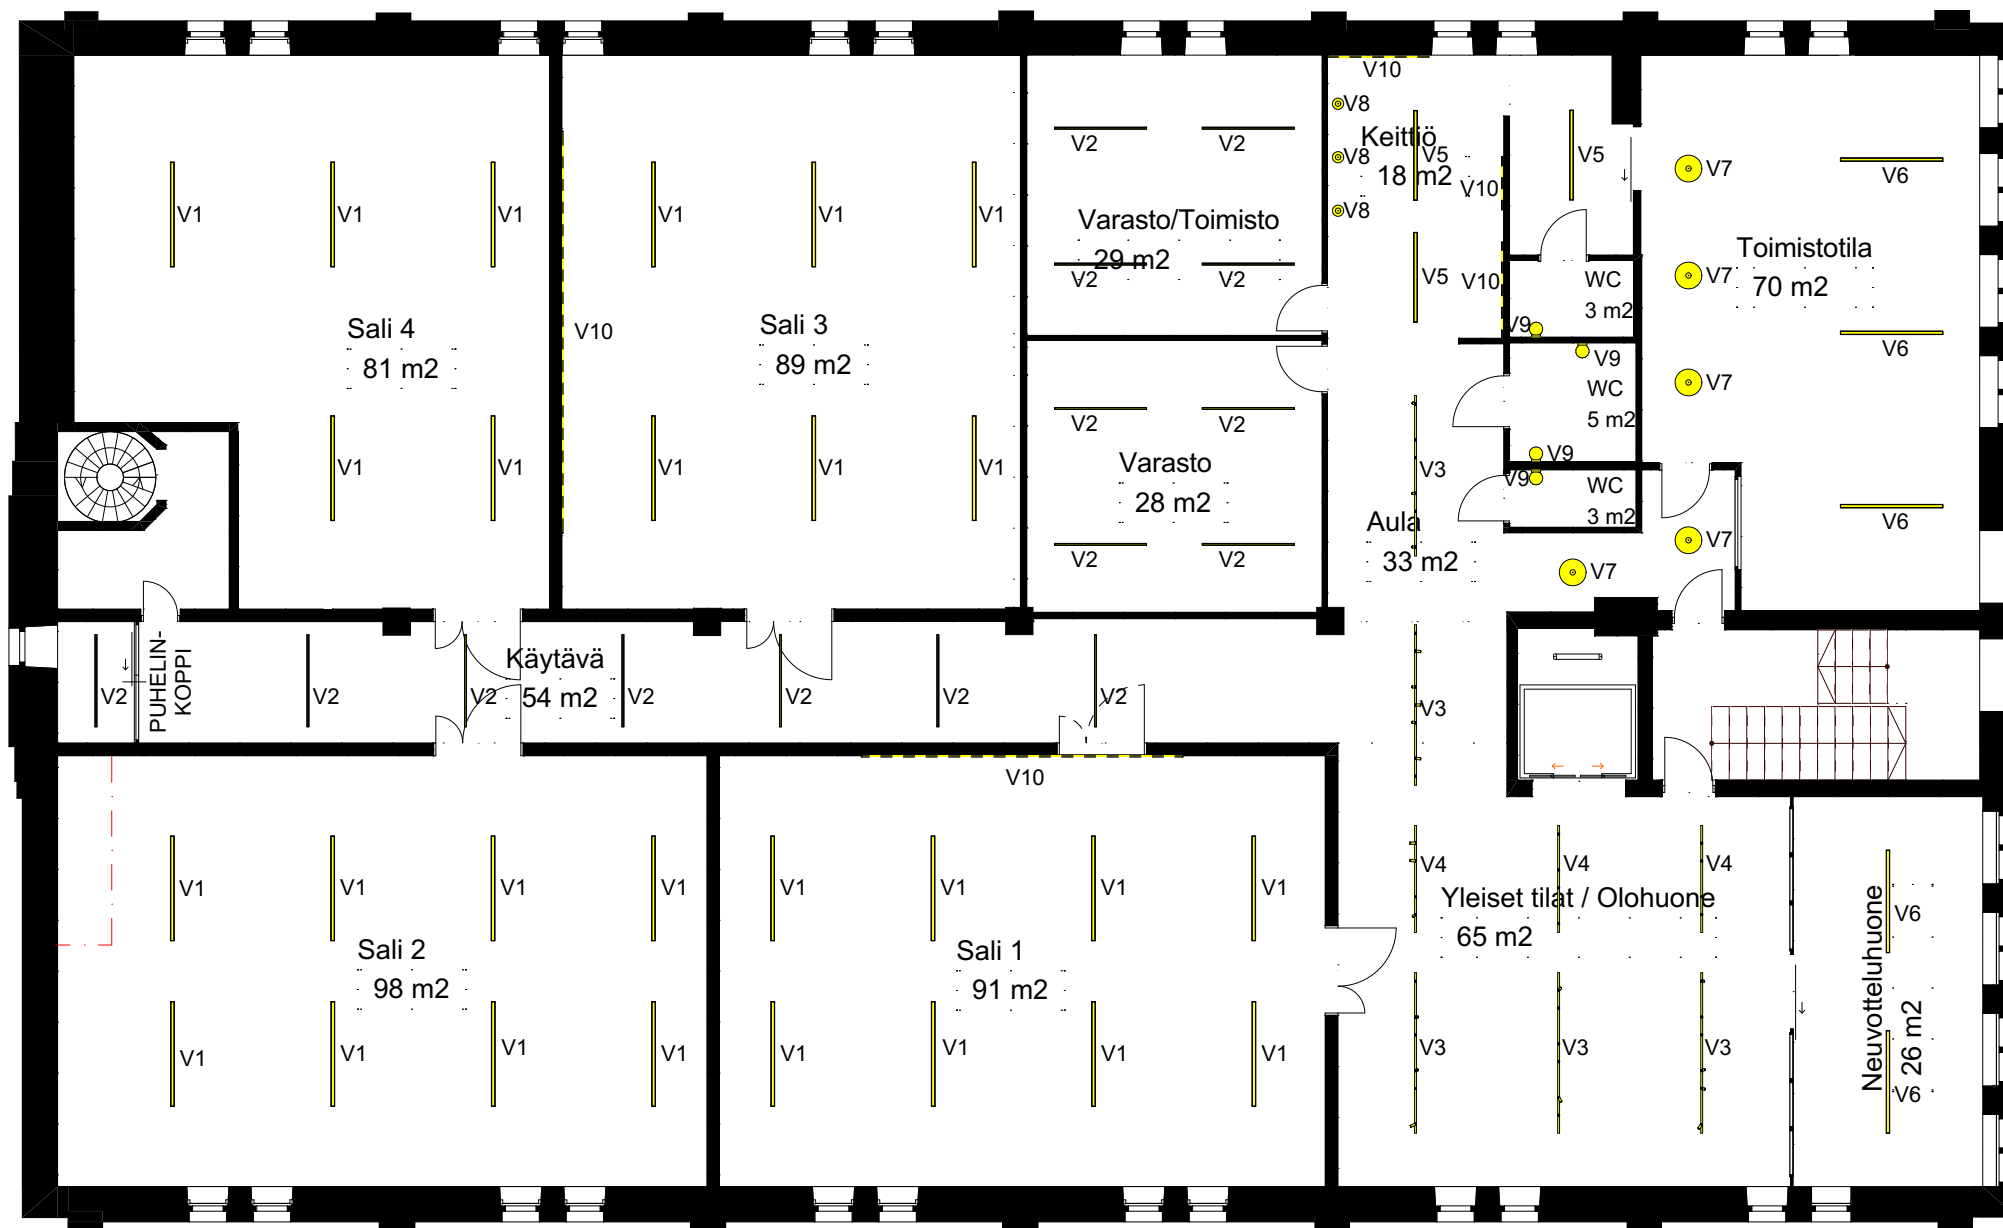 V10
V8
Keittiö
V2
V2
V5
V5
V8
V7
V6
18 m2
V10
V1
V1
V1
V1
V1
V1
V8
Varasto/Toimisto
29 m2
Toimistotila
70 m2
V2
V2
V5
V10
V7
WC
3 m2
Sali 4
81 m2
V10
Sali 3
89 m2
V9
V9
V6
WC
5 m2
V7
V2
V2
V1
V1
V1
V1
V1
Varasto
28 m2
V3
V9
V9
WC
3 m2
V6
Aula
33 m2
V2
V2
V7
V7
PUHELIN-
KOPPI
Käytävä
54 m2
V2
V2
V2
V2
V2
V2
V2
V3
V10
V1
V1
V1
V1
V1
V1
V1
V1
V4
V4
V4
Yleiset tilat / Olohuone
65 m2
Neuvotteluhuone
26 m2
V6
Sali 2
98 m2
Sali 1
91 m2
V1
V1
V1
V1
V1
V1
V1
V1
V3
V3
V3
V6